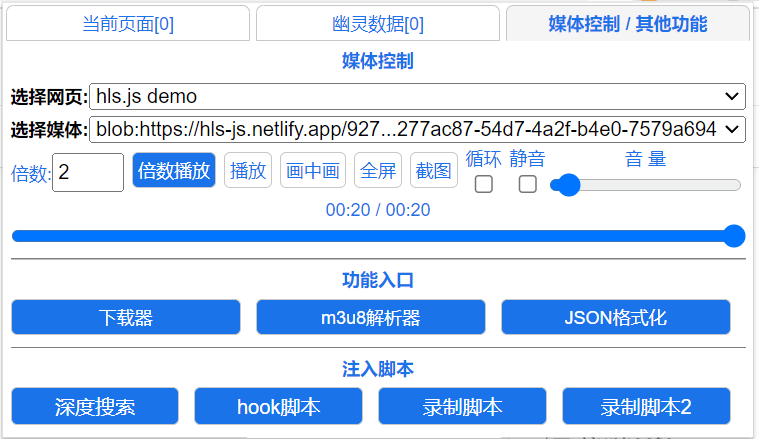 当前页面[0] 幽灵数据[0] 媒体控制 / 其他功能
媒体控制
选择网页: hls.js demo
选择媒体: blob:https://hls-js.netlify.app/927...277ac87-54d7-4a2f-b4e0-7579a694
倍数: 2 倍数播放 播放 画中画 全屏 截图 循环 静音 音 量
00:20 / 00:20
功能入口
下载器 m3u8解析器 JSON格式化
注入脚本
深度搜索 hook脚本 录制脚本 录制脚本2